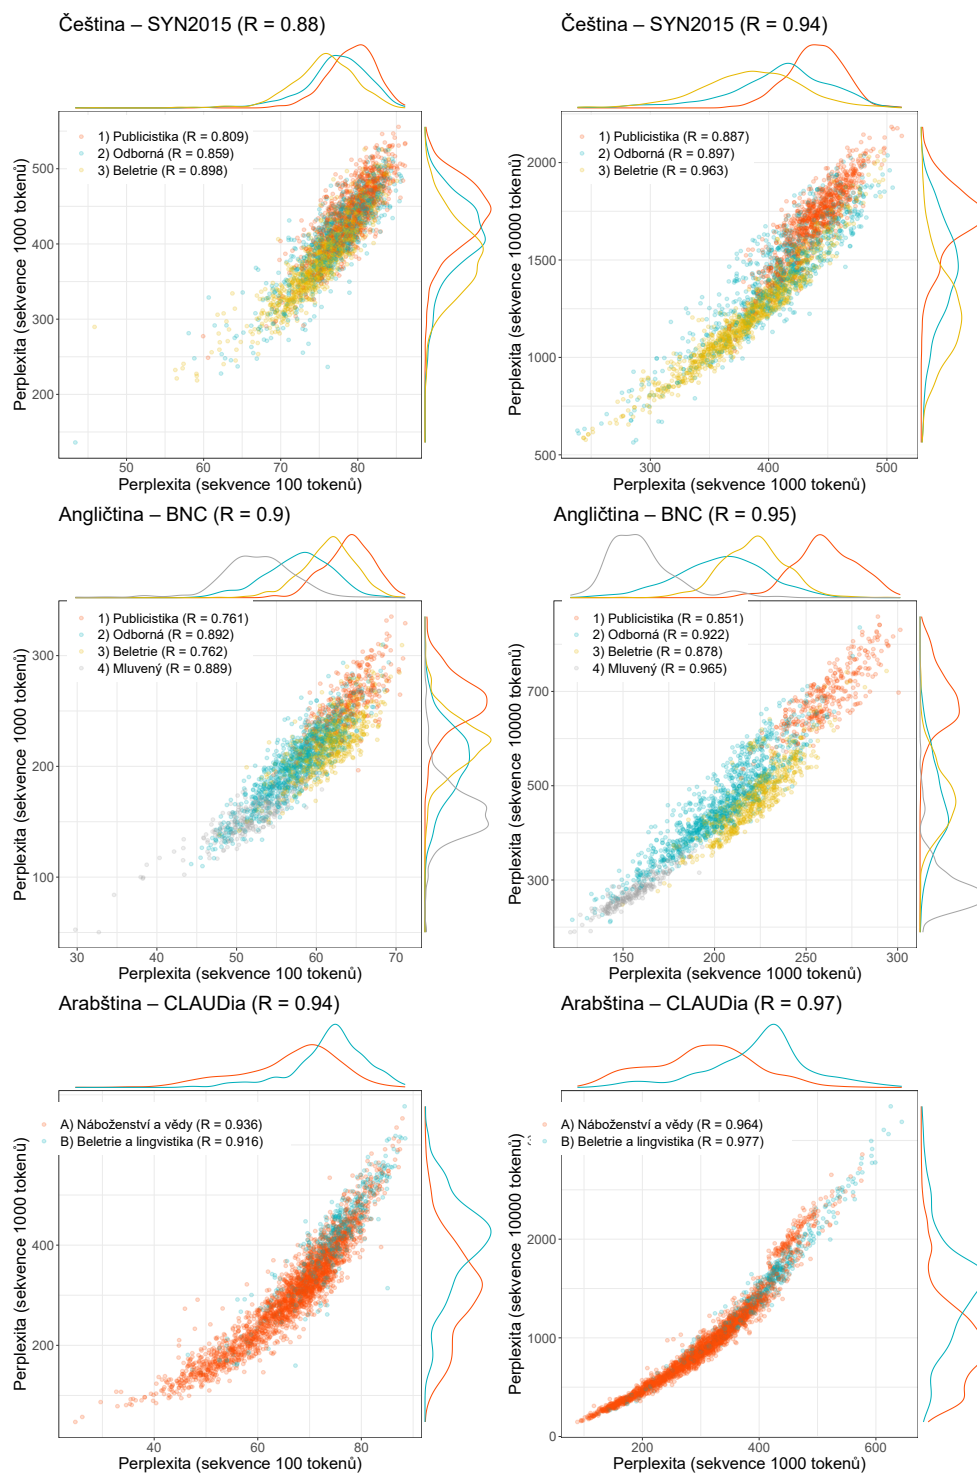 Čeština – SYN2015 (R = 0.88)
1) Publicistika (R = 0.809)
2) Odborná (R = 0.859)
3) Beletrie (R = 0.898)
Perplexita (sekvence 1000 tokenů)
500
400
300
200
50 60 70 80
Perplexita (sekvence 100 tokenů)
Čeština – SYN2015 (R = 0.94)
1) Publicistika (R = 0.887)
2) Odborná (R = 0.897)
3) Beletrie (R = 0.963)
Perplexita (sekvence 10000 tokenů)
2000
1500
1000
500
300 400 500
Perplexita (sekvence 1000 tokenů)
Angličtina – BNC (R = 0.9)
1) Publicistika (R = 0.761)
2) Odborná (R = 0.892)
3) Beletrie (R = 0.762)
4) Mluvený (R = 0.889)
Perplexita (sekvence 1000 tokenů)
300
200
100
30 40 50 60 70
Perplexita (sekvence 100 tokenů)
Angličtina – BNC (R = 0.95)
1) Publicistika (R = 0.851)
2) Odborná (R = 0.922)
3) Beletrie (R = 0.878)
4) Mluvený (R = 0.965)
Perplexita (sekvence 10000 tokenů)
700
500
300
150 200 250 300
Perplexita (sekvence 1000 tokenů)
Arabština – CLAUDia (R = 0.94)
A) Náboženství a vědy (R = 0.936)
B) Beletrie a lingvistika (R = 0.916)
Perplexita (sekvence 1000 tokenů)
400
200
40 60 80
Perplexita (sekvence 100 tokenů)
Arabština – CLAUDia (R = 0.97)
A) Náboženství a vědy (R = 0.964)
B) Beletrie a lingvistika (R = 0.977)
Perplexita (sekvence 10000 tokenů)
2000
1000
0
200 400 600
Perplexita (sekvence 1000 tokenů)